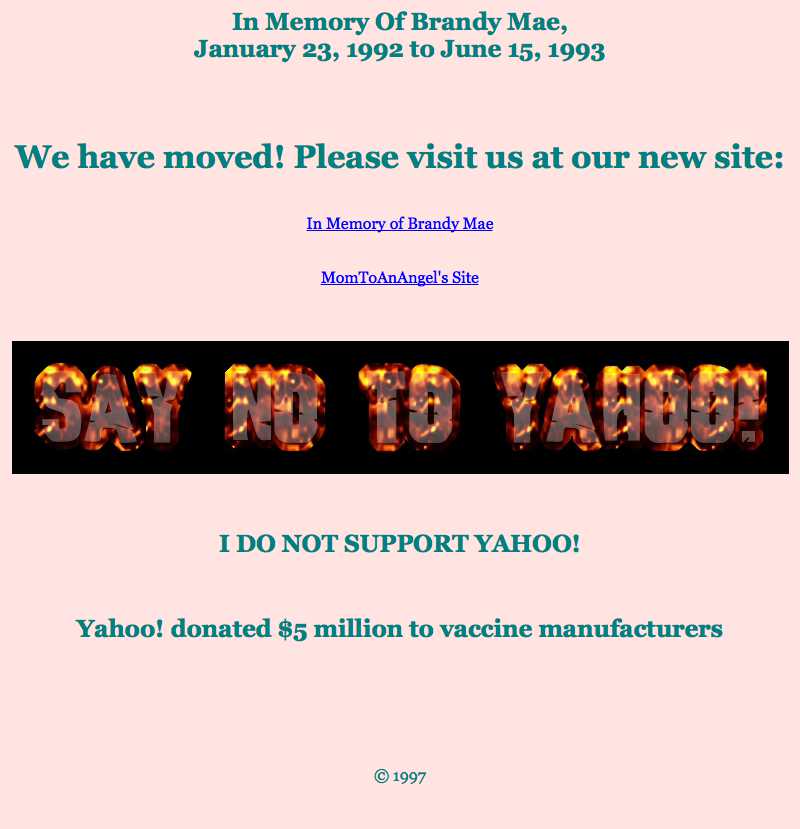 In Memory Of Brandy Mae,
January 23, 1992 to June 15, 1993
We have moved! Please visit us at our new site:
In Memory of Brandy Mae
MomToAnAngel's Site
SAY NO TO YAHOO!
I DO NOT SUPPORT YAHOO!
Yahoo! donated $5 million to vaccine manufacturers
© 1997